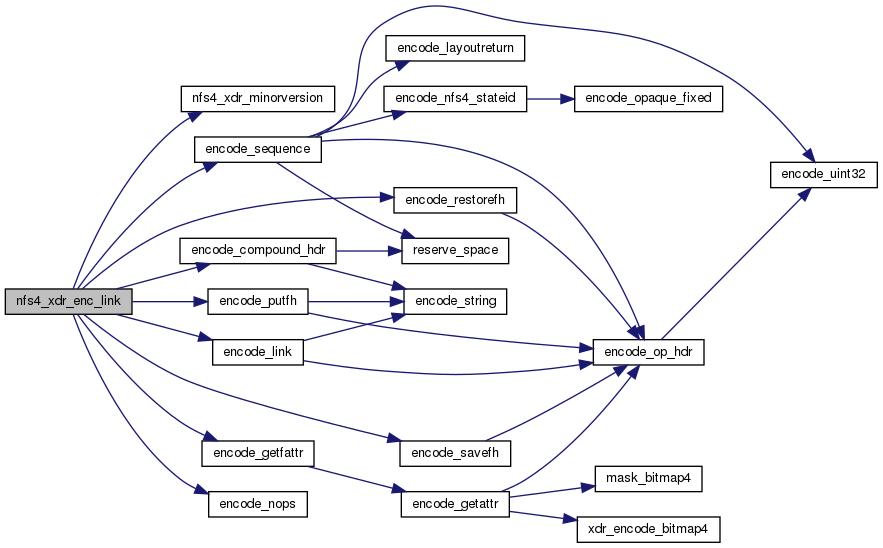 encode_layoutreturn
nfs4_xdr_minorversion
encode_nfs4_stateid
encode_opaque_fixed
encode_sequence
encode_uint32
encode_restorefh
encode_compound_hdr
reserve_space
nfs4_xdr_enc_link
encode_putfh
encode_string
encode_link
encode_op_hdr
encode_getfattr
encode_savefh
mask_bitmap4
encode_nops
encode_getattr
xdr_encode_bitmap4